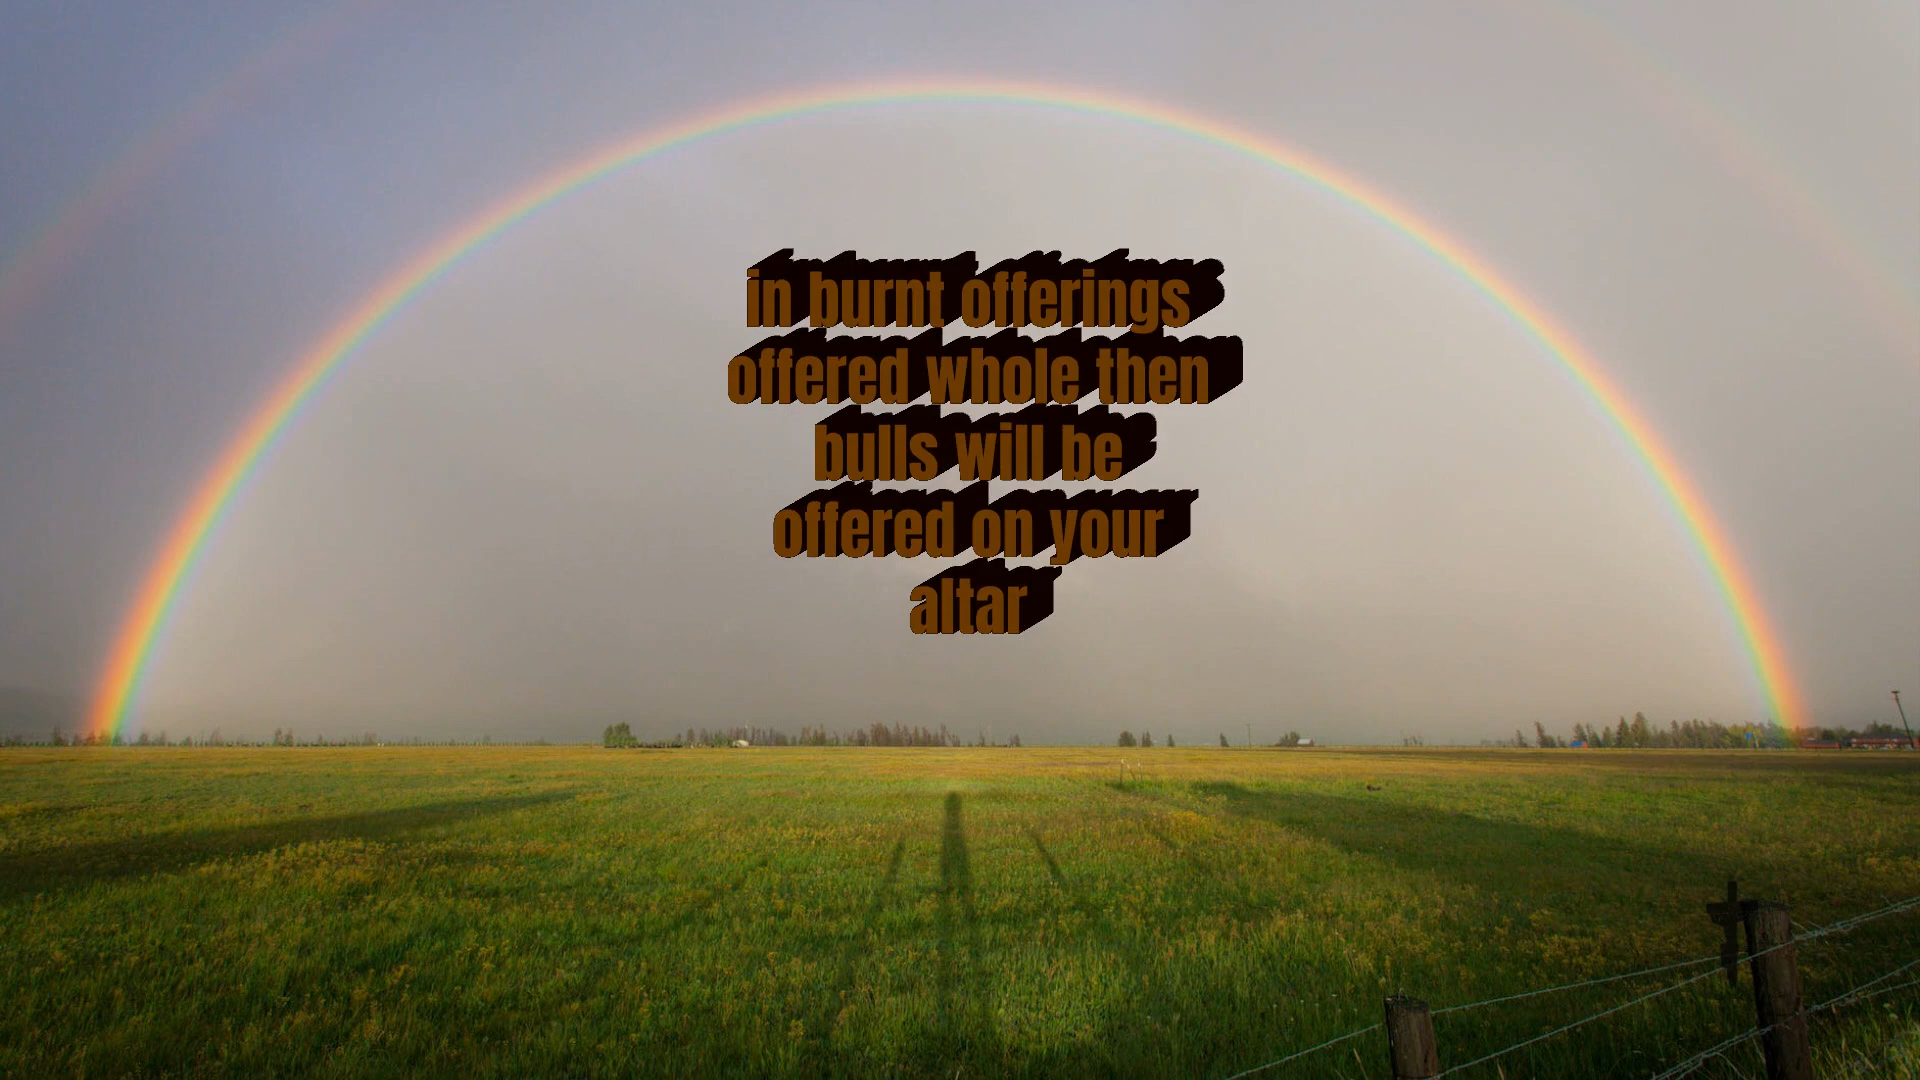 in burnt offerings
offered whole then
bulls will be
offered on your
altar